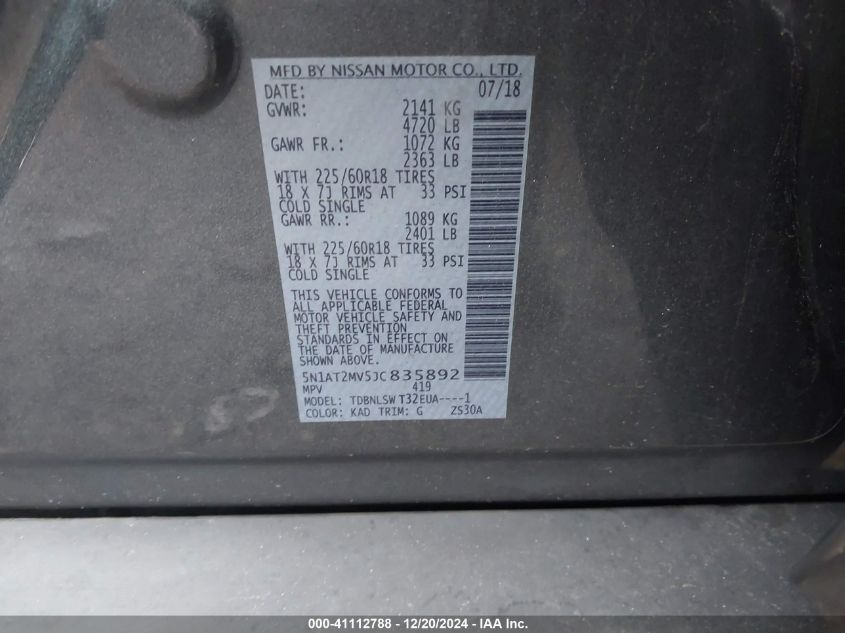 MFD BY NISSAN MOTOR CO., LTD.
DATE: 07/18
GVWR: 2141 KG
4720 LB
GAWR FR.: 1072 KG
2363 LB
WITH 225/60R18 TIRES
18 X 7J RIMS AT 33 PSI
COLD SINGLE
GAWR RR.: 1089 KG
2401 LB
WITH 225/60R18 TIRES
18 X 7J RIMS AT 33 PSI
COLD SINGLE
THIS VEHICLE CONFORMS TO
ALL APPLICABLE FEDERAL
MOTOR VEHICLE SAFETY AND
THEFT PREVENTION
STANDARDS IN EFFECT ON
THE DATE OF MANUFACTURE
SHOWN ABOVE.
5N1AT2MV5JC835892
MPV 419
MODEL: TDBNLSW T32EUA----1
COLOR: KAD TRIM: G ZS30A
000-41112788 - 12/20/2024 - IAA Inc.